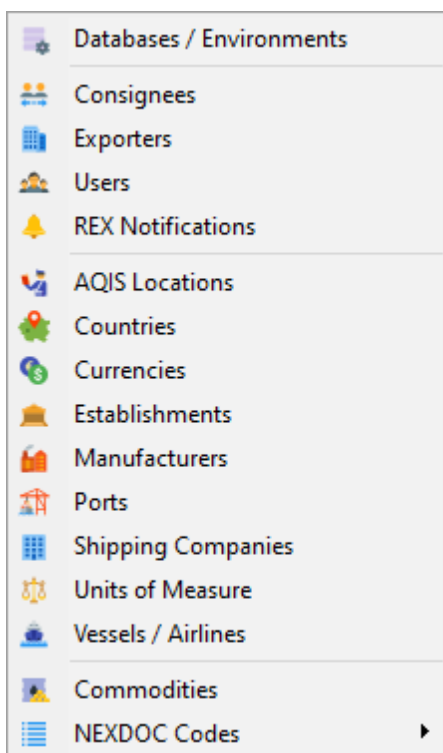 Databases / Environments
Consignees
Exporters
Users
REX Notifications
AQIS Locations
Countries
Currencies
Establishments
Manufacturers
Ports
Shipping Companies
Units of Measure
Vessels / Airlines
Commodities
NEXDOC Codes